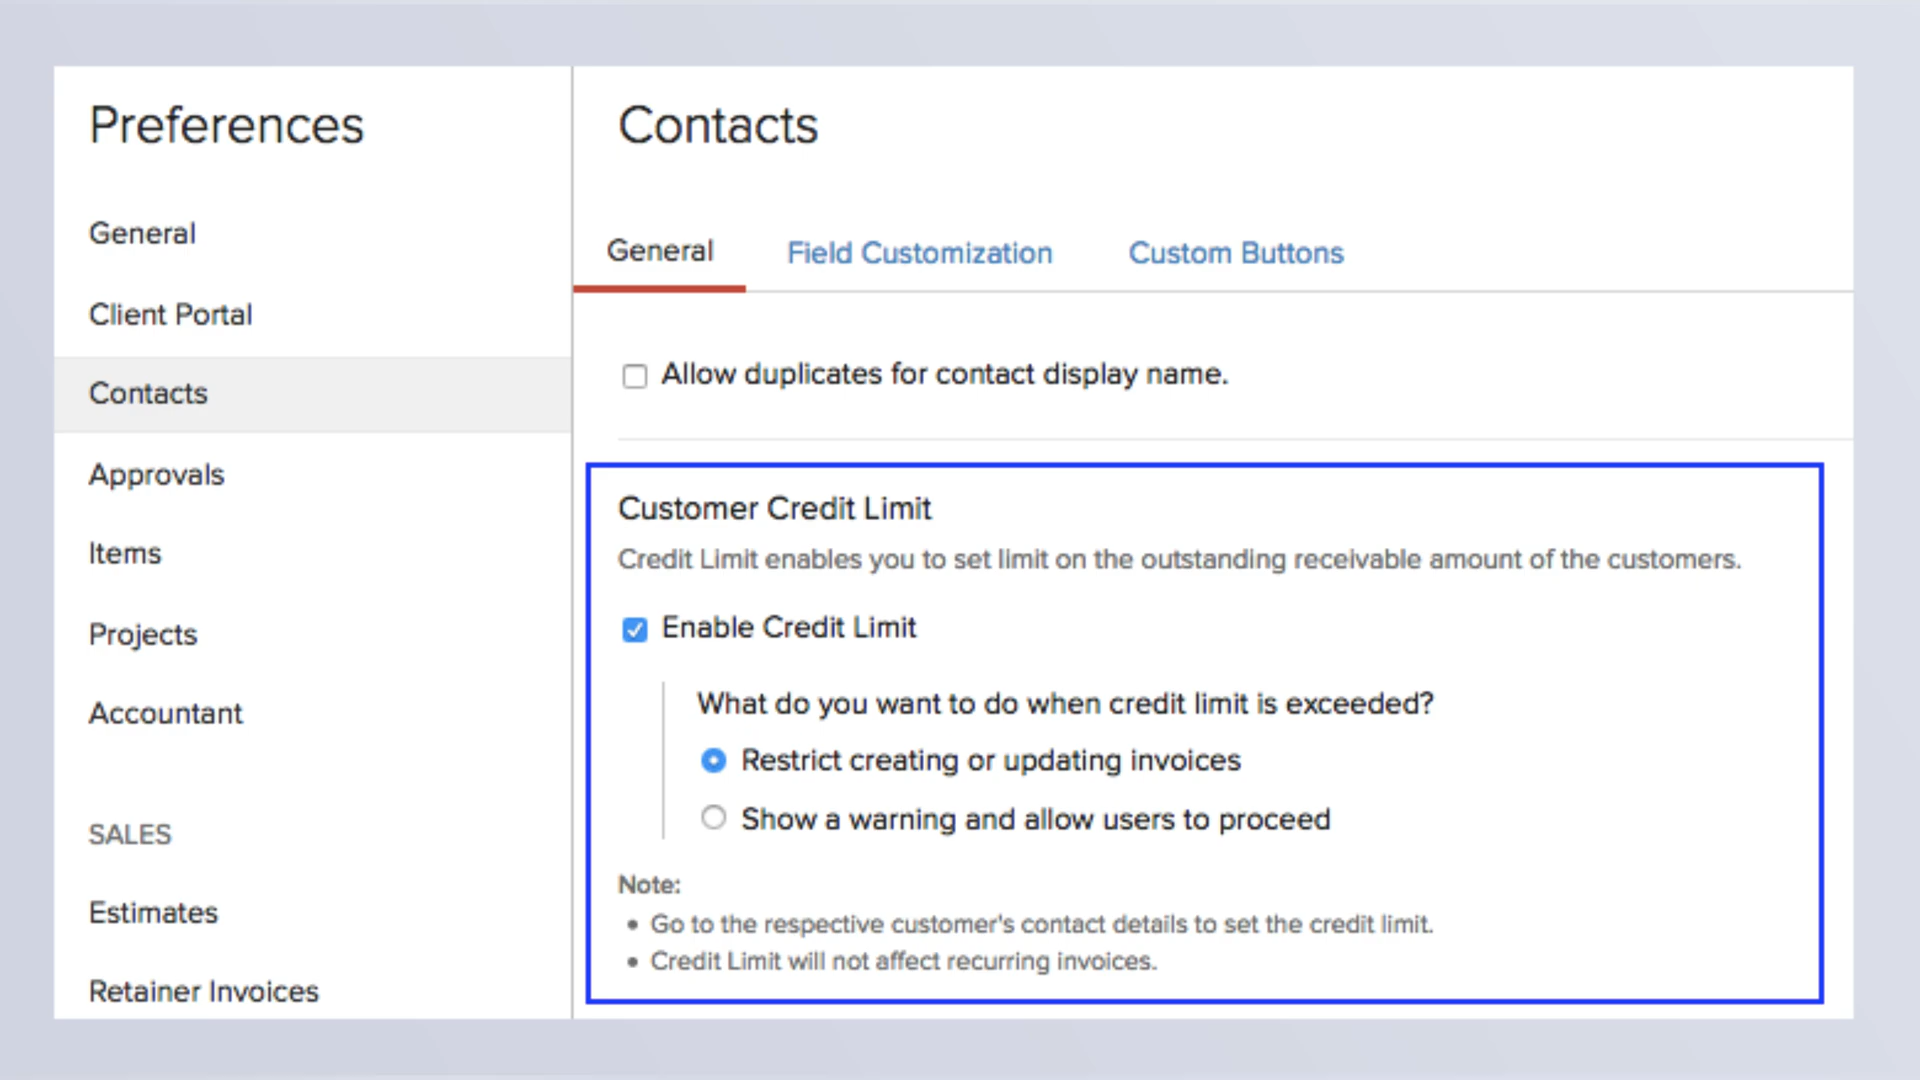 Preferences
General
Client Portal
Contacts
Approvals
Items
Projects
Accountant
SALES
Estimates
Retainer Invoices
Contacts
General
Field Customization
Custom Buttons
Allow duplicates for contact display name.
Customer Credit Limit
Credit Limit enables you to set limit on the outstanding receivable amount of the customers.
Enable Credit Limit
What do you want to do when credit limit is exceeded?
Restrict creating or updating invoices
Show a warning and allow users to proceed
Note:
• Go to the respective customer's contact details to set the credit limit.
• Credit Limit will not affect recurring invoices.